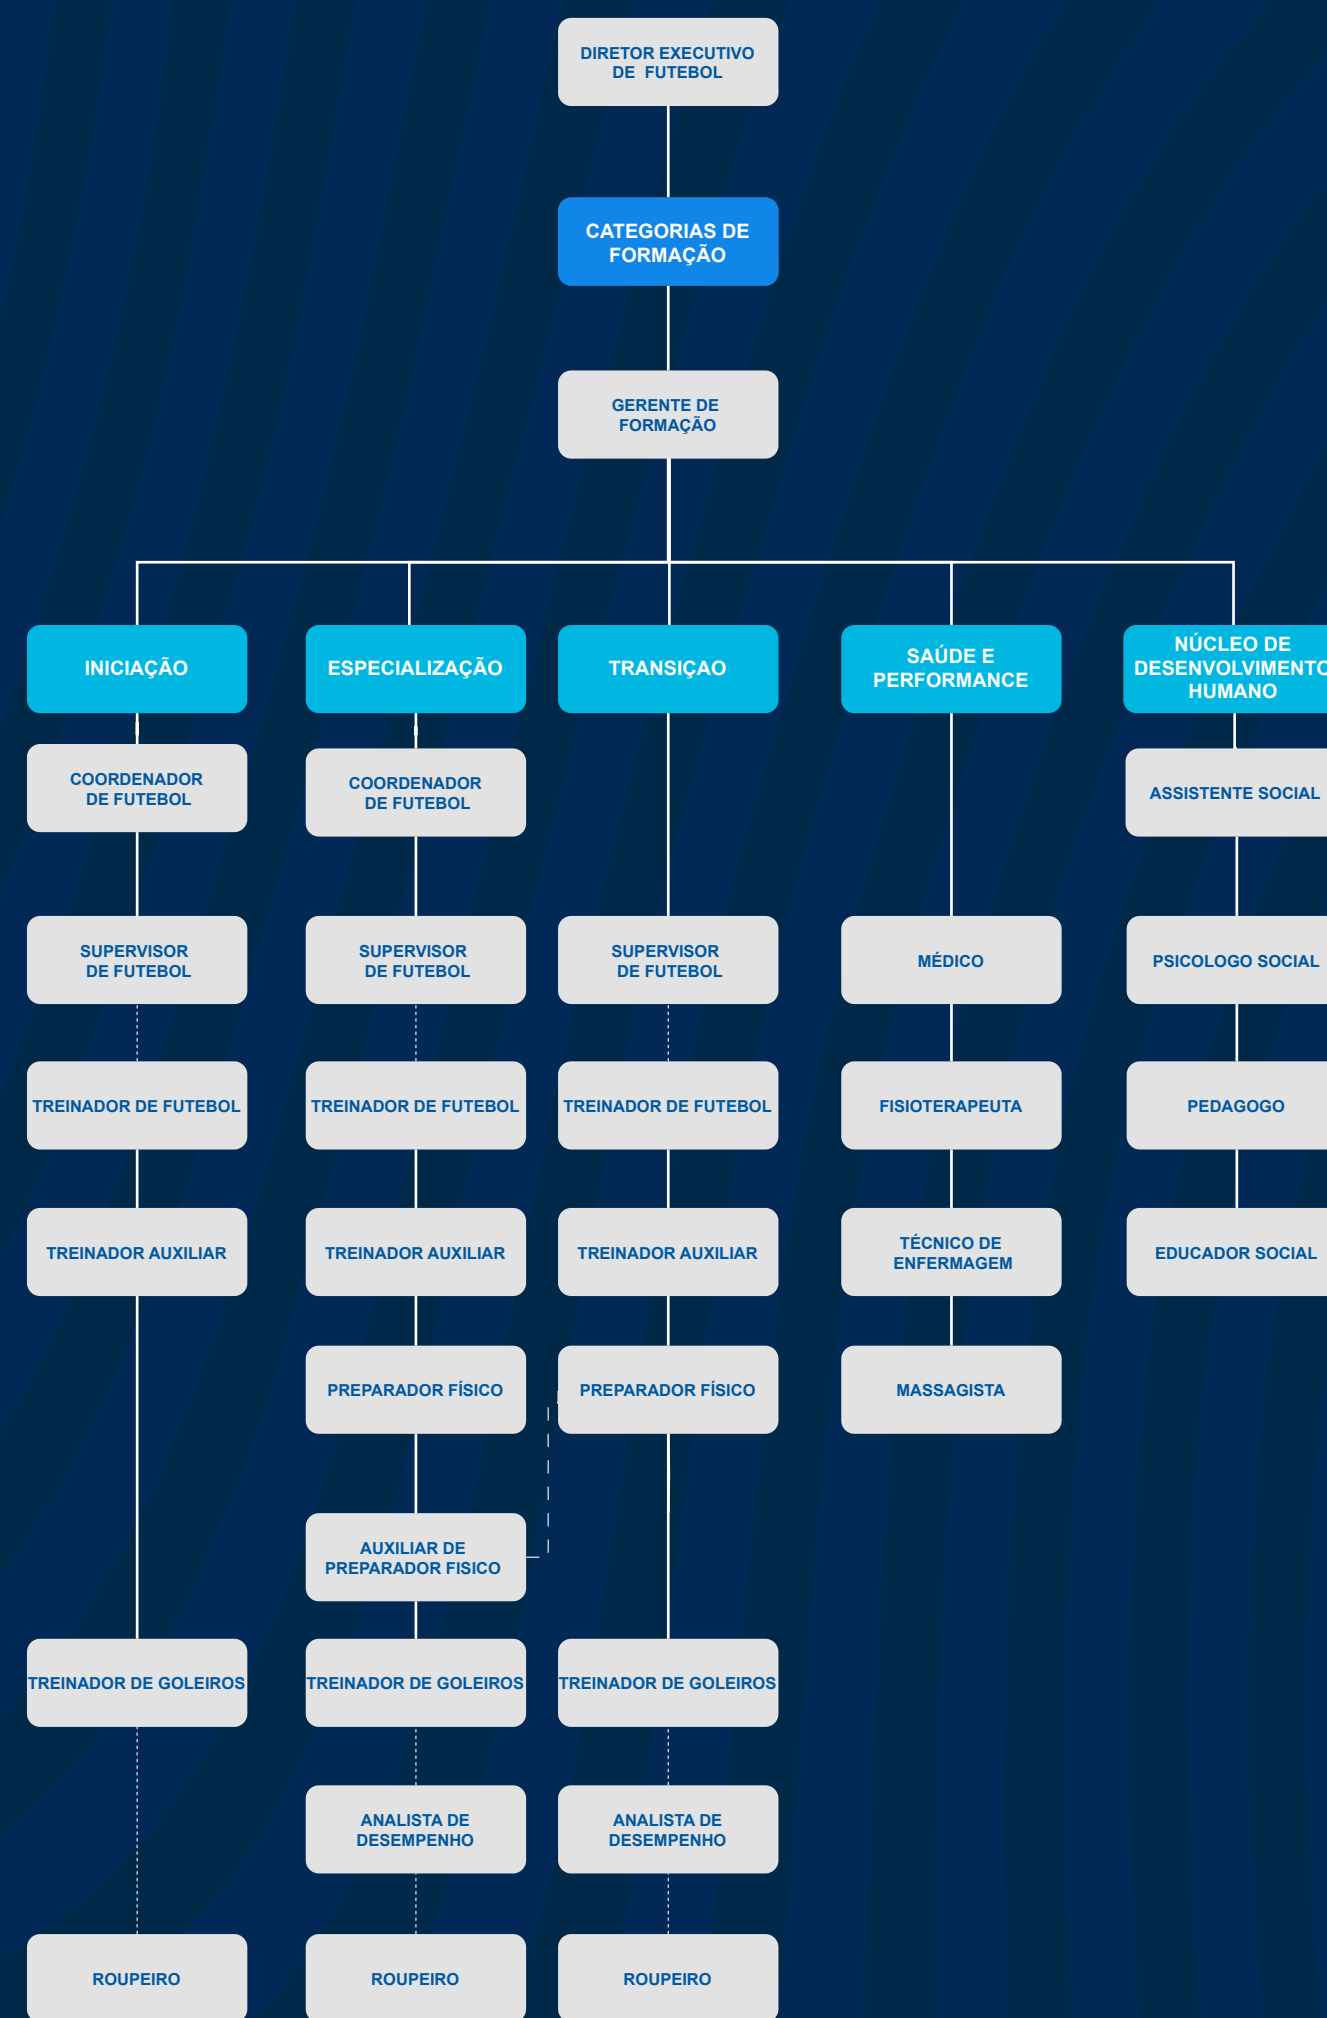 DIRETOR EXECUTIVO
DE FUTEBOL
CATEGORIAS DE
FORMAÇÃO
GERENTE DE
FORMAÇÃO
INICIAÇÃO
ESPECIALIZAÇÃO
TRANSIÇAO
SAÚDE E
PERFORMANCE
NÚCLEO DE
DESENVOLVIMENTO
HUMANO
COORDENADOR
DE FUTEBOL
COORDENADOR
DE FUTEBOL
ASSISTENTE SOCIAL
SUPERVISOR
DE FUTEBOL
SUPERVISOR
DE FUTEBOL
SUPERVISOR
DE FUTEBOL
MÉDICO
PSICOLOGO SOCIAL
TREINADOR DE FUTEBOL
TREINADOR DE FUTEBOL
TREINADOR DE FUTEBOL
FISIOTERAPEUTA
PEDAGOGO
TREINADOR AUXILIAR
TREINADOR AUXILIAR
TREINADOR AUXILIAR
TÉCNICO DE
ENFERMAGEM
EDUCADOR SOCIAL
PREPARADOR FÍSICO
PREPARADOR FÍSICO
MASSAGISTA
AUXILIAR DE
PREPARADOR FISICO
TREINADOR DE GOLEIROS
TREINADOR DE GOLEIROS
TREINADOR DE GOLEIROS
ANALISTA DE
DESEMPENHO
ANALISTA DE
DESEMPENHO
ROUPEIRO
ROUPEIRO
ROUPEIRO